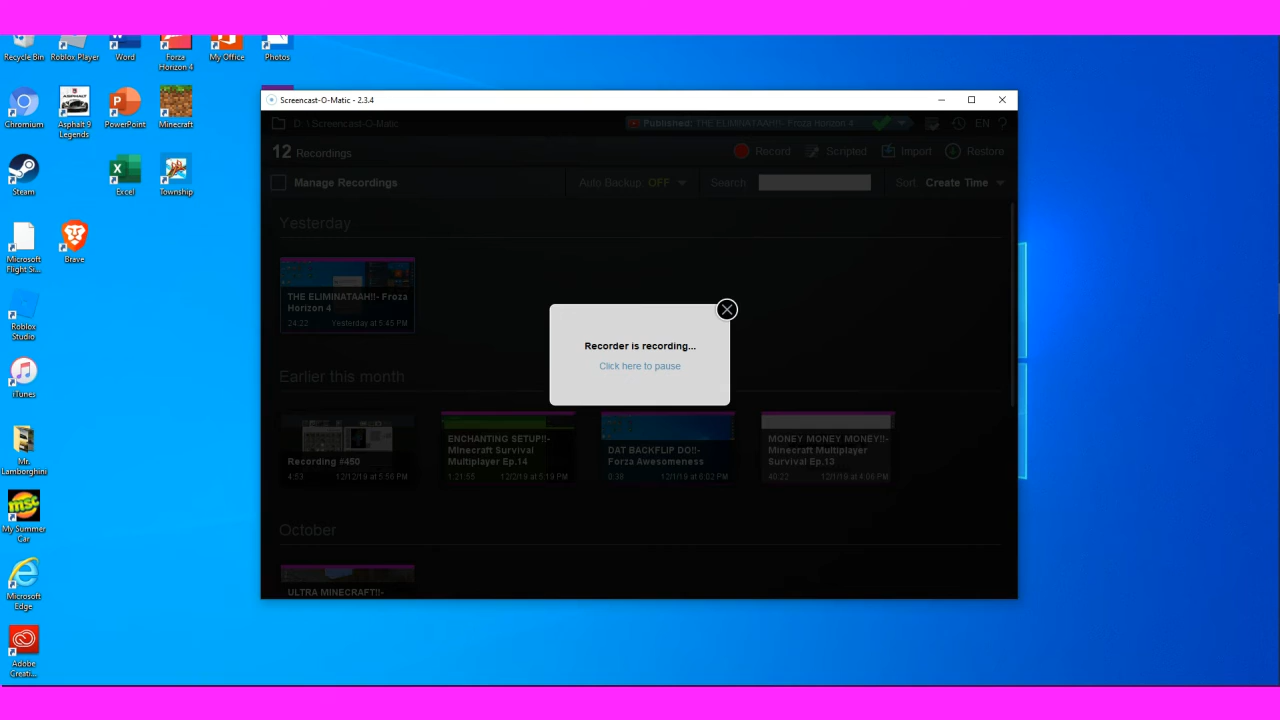 Recycle Bin
Roblox Player
Word
Forza
Horizon 4
My Office
Photos
Chromium
Asphalt 9
Legends
PowerPoint
Minecraft
Steam
Excel
Township
Microsoft
Flight Si...
Brave
Roblox
Studio
iTunes
Mr.
Lamborghini
My Summer
Car
Microsoft
Edge
Adobe
Creati...
Screencast-O-Matic - 2.3.4
D:\Screencast-O-Matic
Published: THE ELIMINATAAH!!- Froza Horizon 4
EN ?
12 Recordings
Record
Scripted
Import
Restore
Manage Recordings
Auto Backup: OFF
Search
Sort Create Time
Yesterday
THE ELIMINATAAH!!- Froza
Horizon 4
24:22 Yesterday at 5:45 PM
Recorder is recording...
Click here to pause
Earlier this month
Recording #450
4:53 12/12/19 at 5:56 PM
ENCHANTING SETUP!!-
Minecraft Survival
Multiplayer Ep.14
1:21:55 12/2/19 at 5:19 PM
DAT BACKFLIP DO!!-
Forza Awesomeness
0:38 12/1/19 at 6:02 PM
MONEY MONEY MONEY!!-
Minecraft Multiplayer
Survival Ep.13
40:22 12/1/19 at 4:06 PM
October
ULTRA MINECRAFT!!-